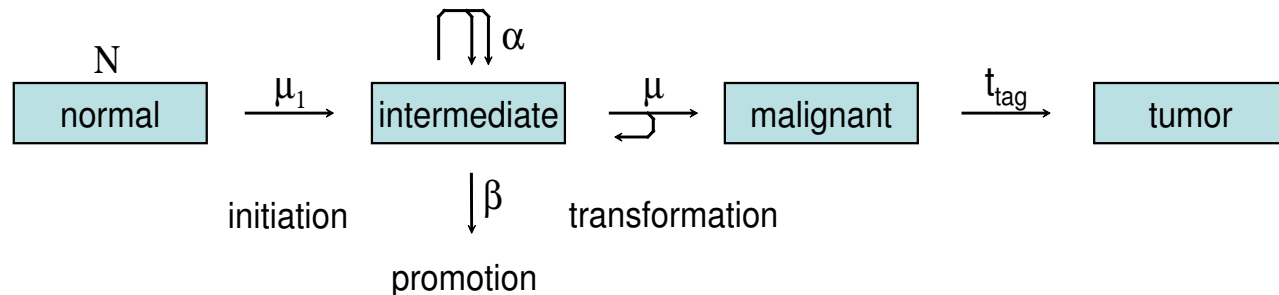 N
α
normal
μ1
intermediate
μ
malignant
ttag
tumor
initiation
β
transformation
promotion